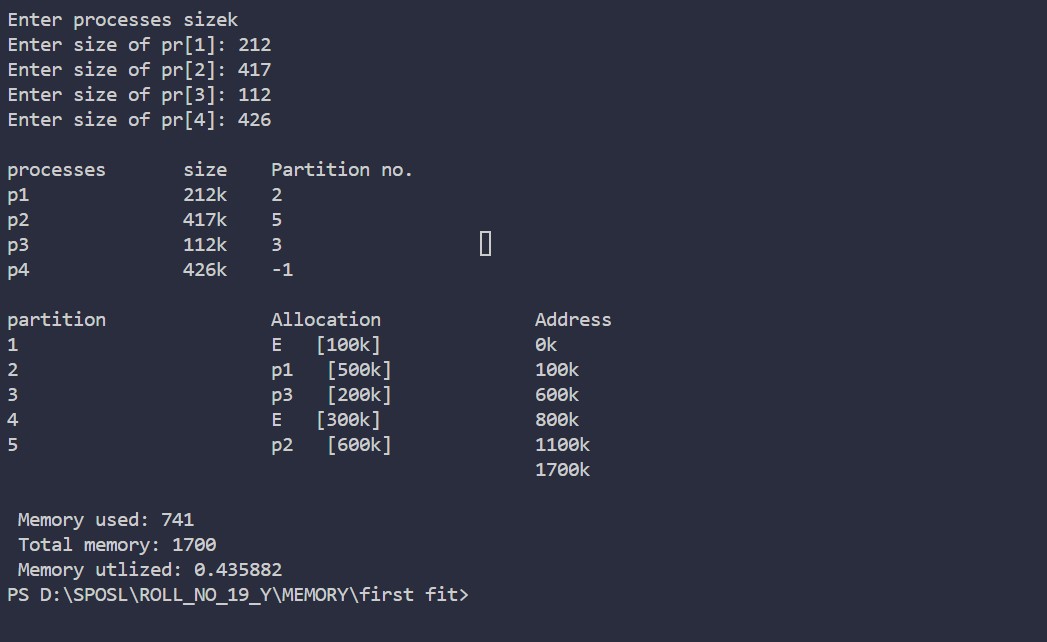 Enter processes sizek
Enter size of pr[1]: 212
Enter size of pr[2]: 417
Enter size of pr[3]: 112
Enter size of pr[4]: 426
processes size Partition no.
p1 212k 2
p2 417k 5
p3 112k 3
p4 426k -1
partition Allocation Address
1 E [100k] 0k
2 p1 [500k] 100k
3 p3 [200k] 600k
4 E [300k] 800k
5 p2 [600k] 1100k
1700k
Memory used: 741
Total memory: 1700
Memory utlized: 0.435882
PS D:\SPOSL\ROLL_NO_19_Y\MEMORY\first fit>